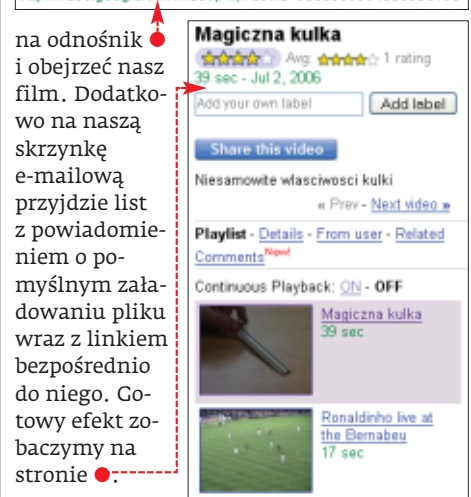 na odnośnik
i obejrzeć nasz
film. Dodatko-
wo na naszą
skrzynkę
e-mailową
przyjdzie list
z powiadomie-
niem o po-
myślnym zała-
dowaniu pliku
wraz z linkiem
bezpośrednio
do niego. Go-
towy efekt zo-
baczymy na
stronie .
Magiczna kulka
Avg: 1 rating
39 sec - Jul 2, 2006
Add your own label Add label
Share this video
Niesamowite wlasciwosci kulki
« Prev - Next video »
Playlist - Details - From user - Related
Comments New!
Continuous Playback: ON - OFF
Magiczna kulka
39 sec
Ronaldinho live at
the Bernabeu
17 sec